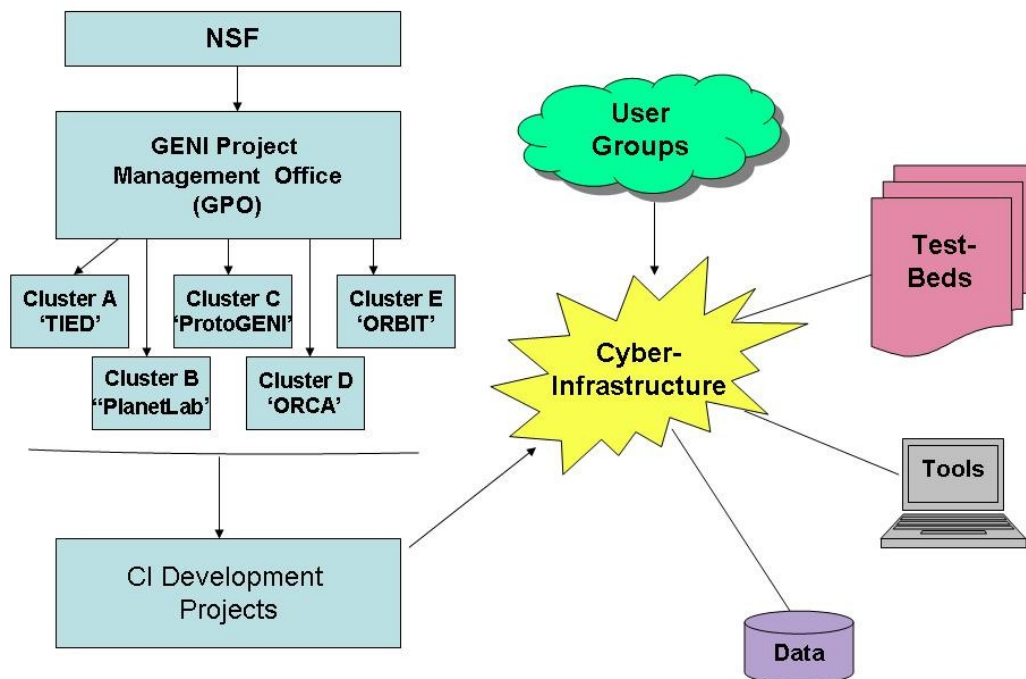 NSF
GENI Project
Management Office
(GPO)
Cluster A
‘TIED’
Cluster C
‘ProtoGENI’
Cluster E
‘ORBIT’
Cluster B
“PlanetLab’
Cluster D
‘ORCA’
CI Development
Projects
User
Groups
Cyber-
Infrastructure
Test-
Beds
Tools
Data